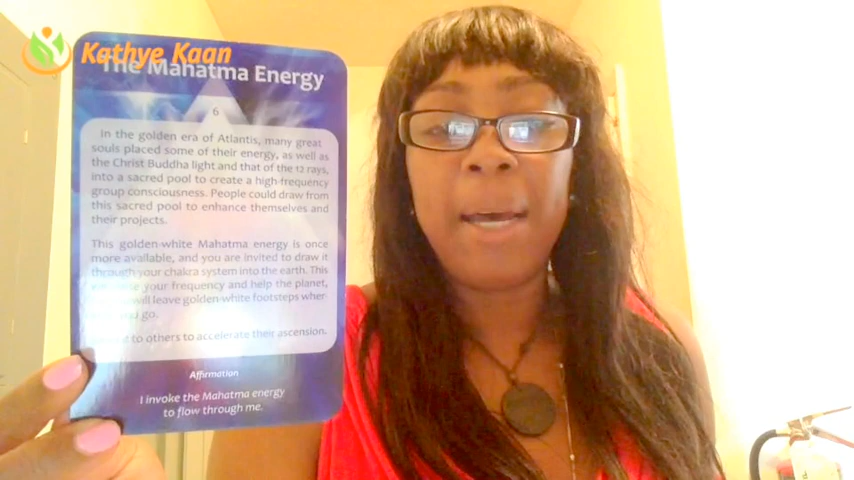 Kathye Kaan
The Mahatma Energy
6
In the golden era of Atlantis, many great
souls placed some of their energy, as well as
the Christ Buddha light and that of the 12 rays,
into a sacred pool to create a high-frequency
group consciousness. People could draw from
this sacred pool to enhance themselves and
their projects.
This golden-white Mahatma energy is once
more available, and you are invited to draw it
through your chakra system into the earth. This
your frequency and help the planet,
will leave golden-white footsteps wher-
go.
to others to accelerate their ascension.
Affirmation
I invoke the Mahatma energy
to flow through me.